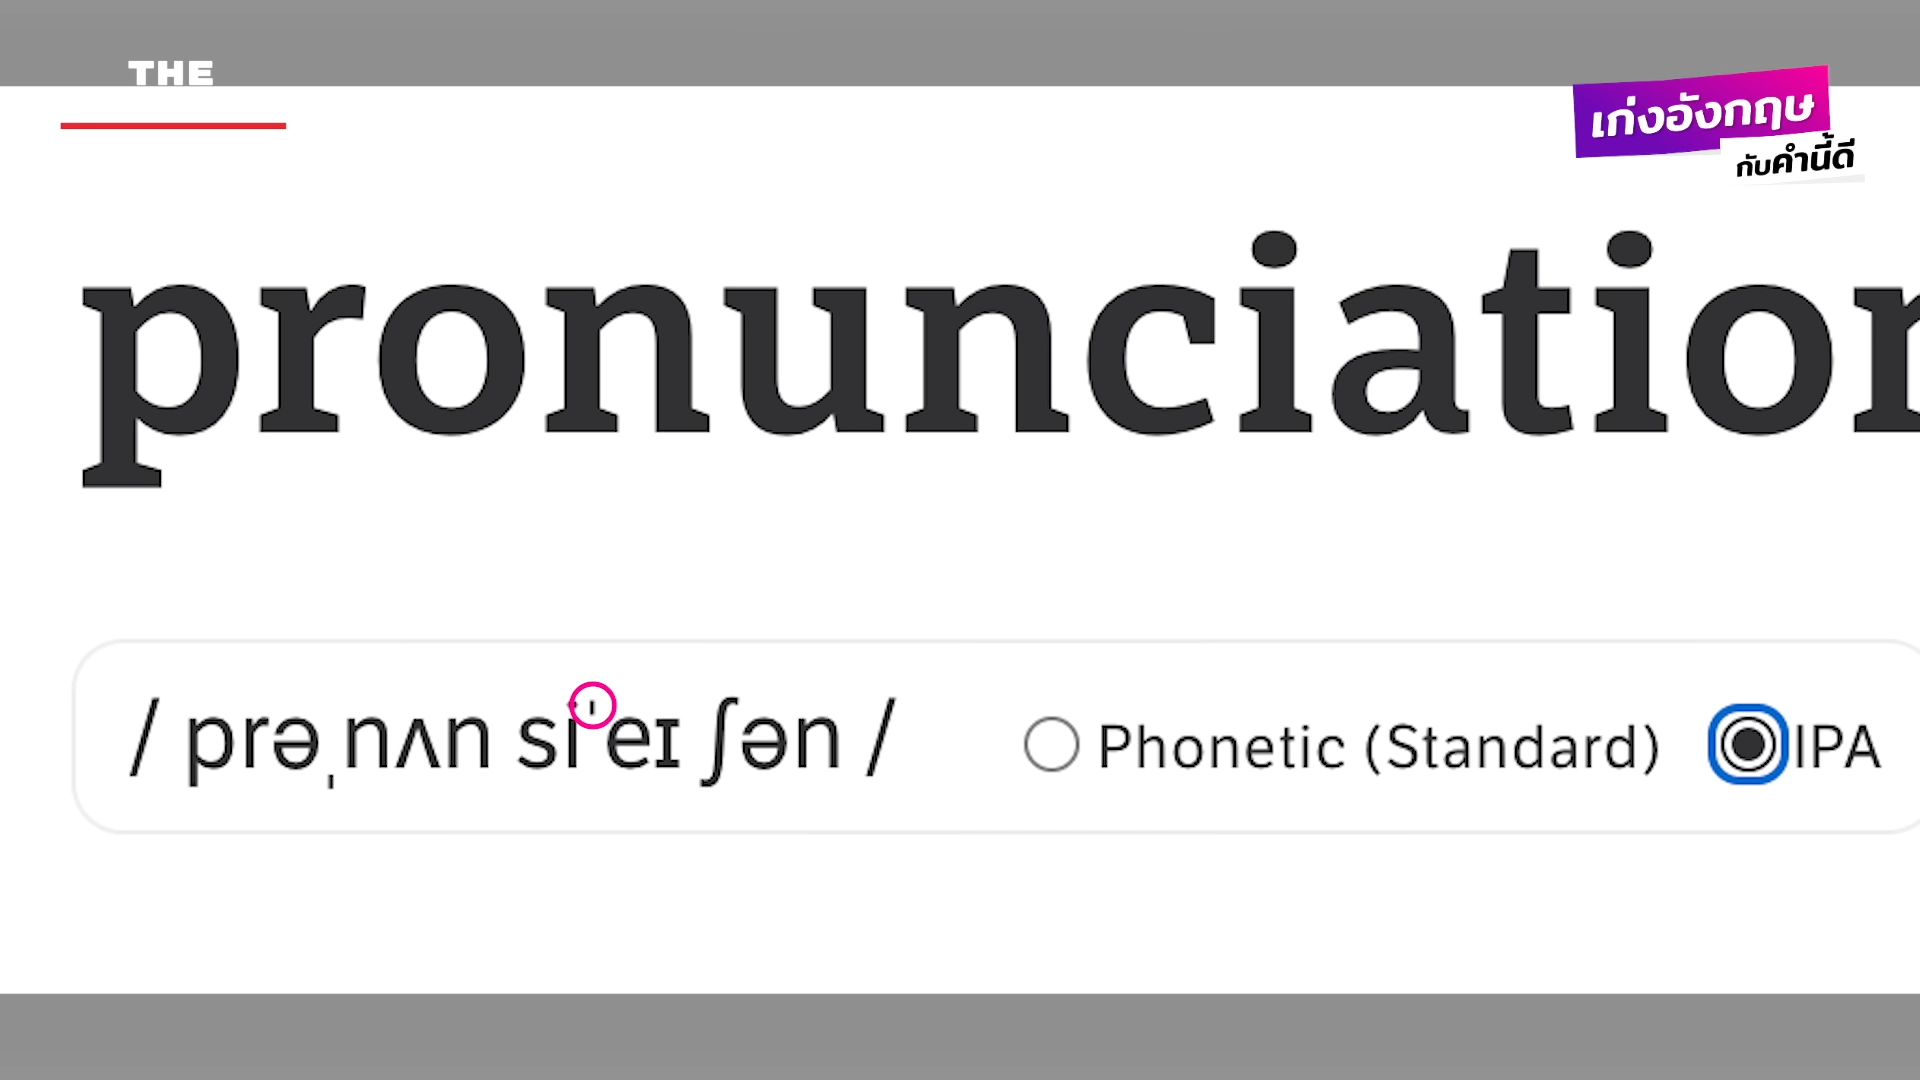 THE
เก่งอังกฤษ
กับคำนี้ดี
pronunciation
/ prəˌnʌn siˈeɪ ʃən /
Phonetic (Standard) IPA